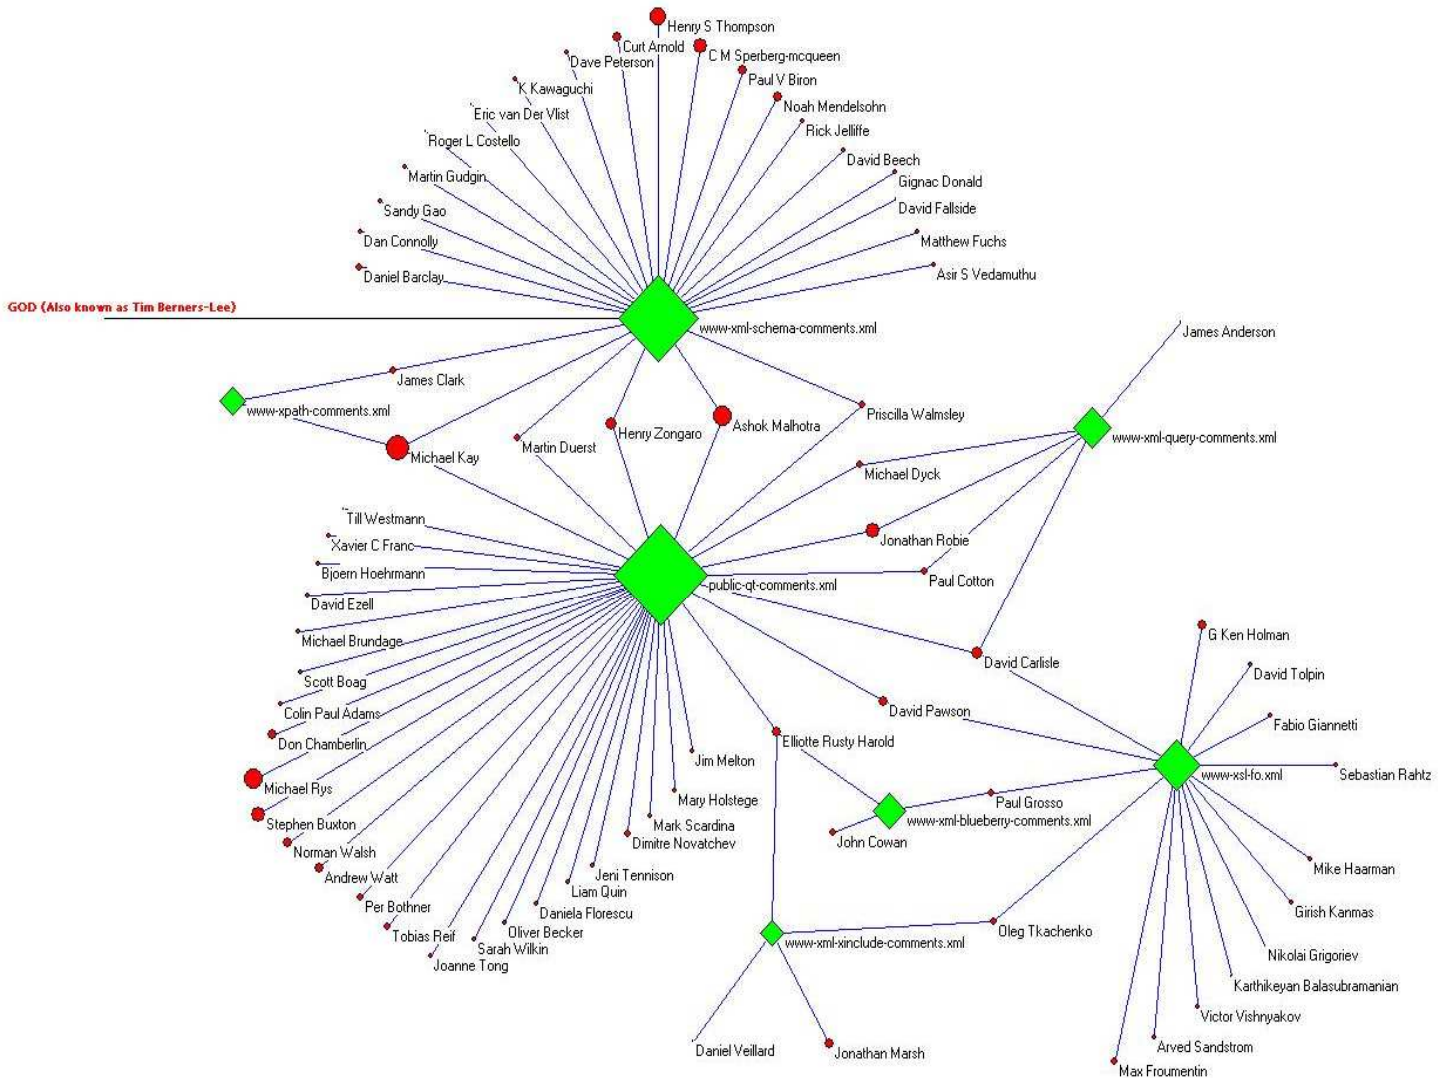 Henry S Thompson
Curt Arnold
C M Sperberg-mcqueen
Dave Peterson
Paul V Biron
K Kawaguchi
Noah Mendelsohn
Eric van Der Vlist
Rick Jelliffe
Roger L Costello
David Beech
Martin Gudgin
Gignac Donald
Sandy Gao
David Fallside
Dan Connolly
Matthew Fuchs
Daniel Barclay
Asir S Vedamuthu
GOD (Also known as Tim Berners-Lee)
www-xml-schema-comments.xml
James Anderson
James Clark
www-xpath-comments.xml
Priscilla Walmsley
Henry Zongaro
Ashok Malhotra
www-xml-query-comments.xml
Michael Kay
Martin Duerst
Michael Dyck
Till Westmann
Xavier C Franc
Jonathan Robie
Bjoern Hoehrmann
public-qt-comments.xml
Paul Cotton
David Ezell
Michael Brundage
G Ken Holman
David Carlisle
Scott Boag
David Tolpin
Colin Paul Adams
David Pawson
Fabio Giannetti
Don Chamberlin
Elliotte Rusty Harold
Jim Melton
www-xsl-fo.xml
Sebastian Rahtz
Michael Rys
Mary Holstege
Paul Grosso
Stephen Buxton
Mark Scardina
www-xml-blueberry-comments.xml
Dimitre Novatchev
John Cowan
Norman Walsh
Andrew Watt
Jeni Tennison
Mike Haarman
Liam Quin
Per Bothner
Daniela Florescu
Girish Kanmas
Tobias Reif
Oliver Becker
Oleg Tkachenko
Sarah Wilkin
www-xml-xinclude-comments.xml
Joanne Tong
Nikolai Grigoriev
Karthikeyan Balasubramanian
Victor Vishnyakov
Daniel Veillard
Jonathan Marsh
Arved Sandstrom
Max Froumentin